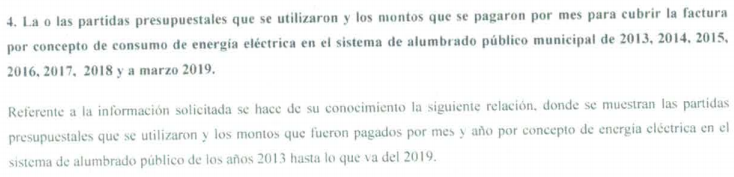 4. La o las partidas presupuestales que se utilizaron y los montos que se pagaron por mes para cubrir la factura
por concepto de consumo de energía eléctrica en el sistema de alumbrado público municipal de 2013, 2014, 2015,
2016, 2017, 2018 y a marzo 2019.
Referente a la información solicitada se hace de su conocimiento la siguiente relación, donde se muestran las partidas
presupuestales que se utilizaron y los montos que fueron pagados por mes y año por concepto de energía eléctrica en el
sistema de alumbrado público de los años 2013 hasta lo que va del 2019.